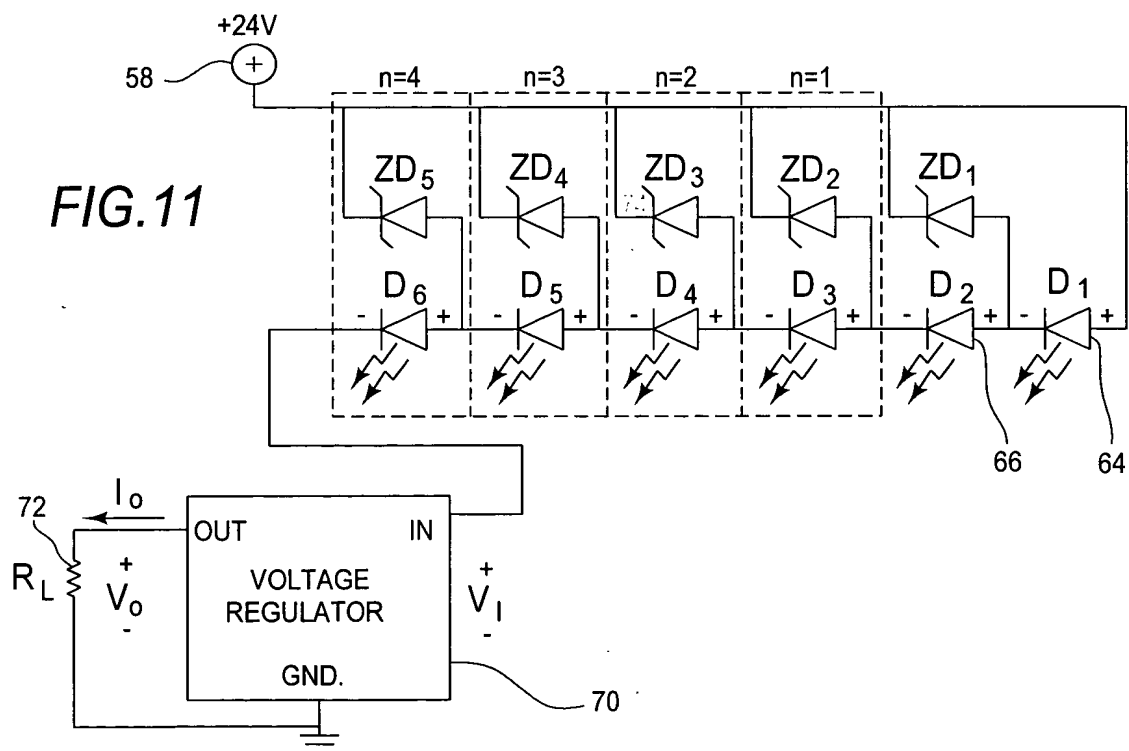 +24V
58
n=4 n=3 n=2 n=1
FIG.11
ZD5 ZD4 ZD3 ZD2 ZD1
D6 D5 D4 D3 D2 D1
- + - + - + - + - + - +
66 64
72 Io
OUT IN
RL + Vo - VOLTAGE REGULATOR + VI -
GND. 70